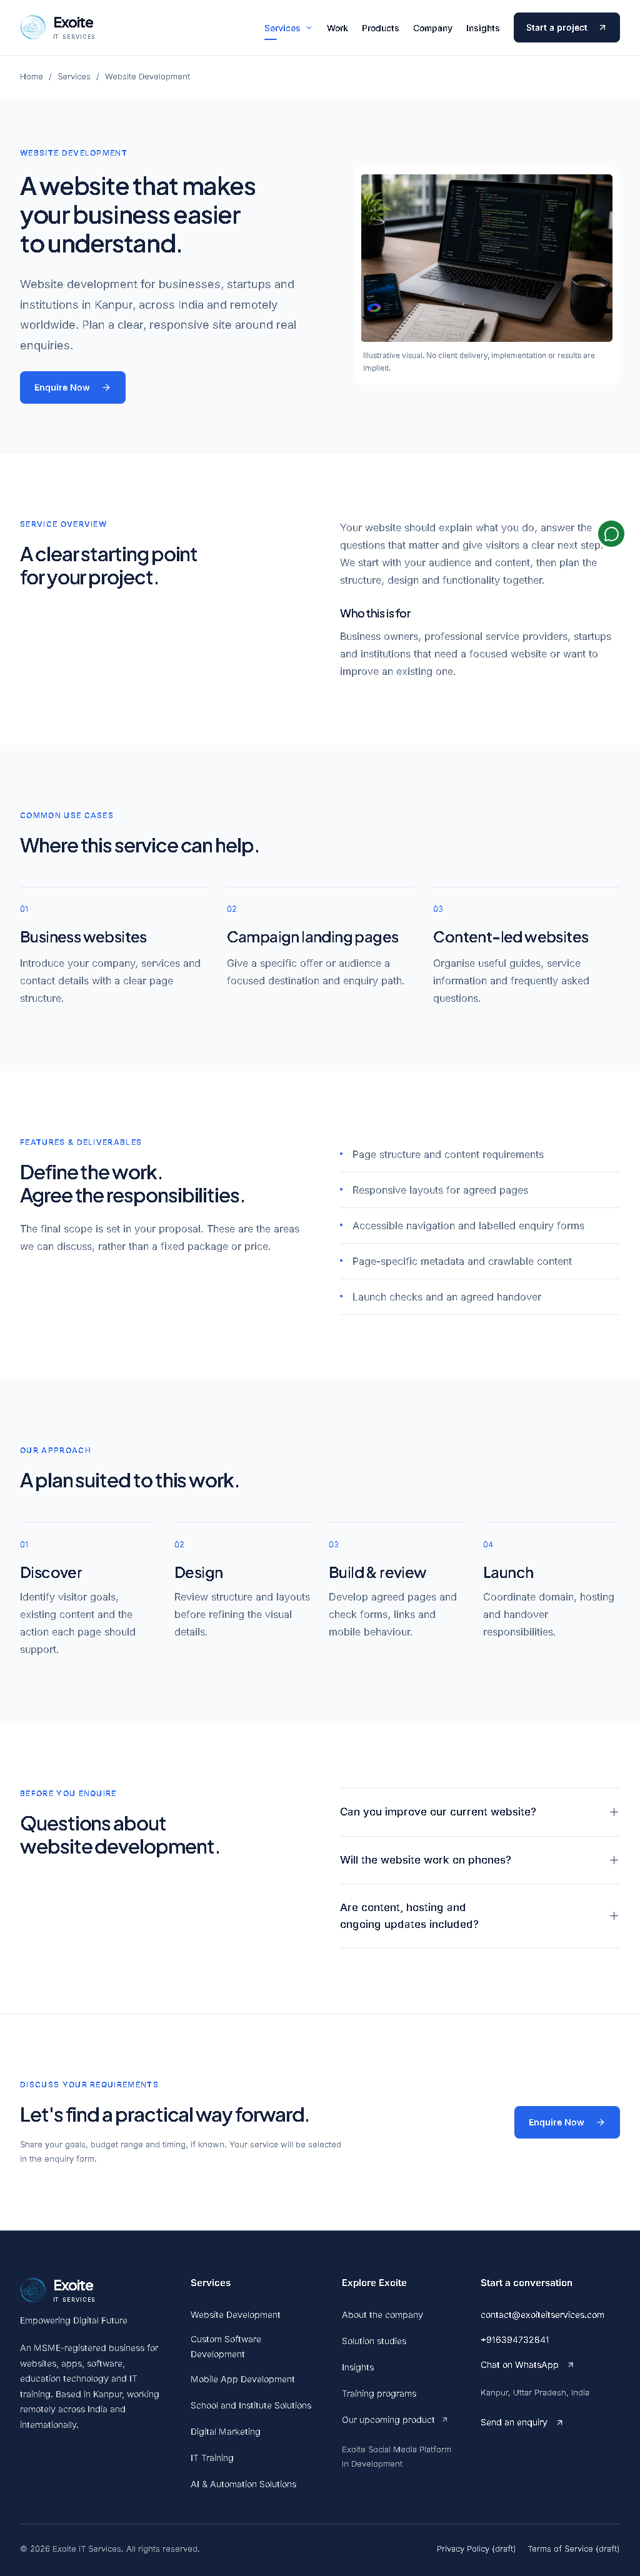 Exoite
IT SERVICES
Services
Work
Products
Company
Insights
Start a project
Home / Services / Website Development
WEBSITE DEVELOPMENT
A website that makes
your business easier
to understand.
Website development for businesses, startups and
institutions in Kanpur, across India and remotely
worldwide. Plan a clear, responsive site around real
enquiries.
Enquire Now
Illustrative visual. No client delivery, implementation or results are
implied.
SERVICE OVERVIEW
A clear starting point
for your project.
Your website should explain what you do, answer the
questions that matter and give visitors a clear next step.
We start with your audience and content, then plan the
structure, design and functionality together.
Who this is for
Business owners, professional service providers, startups
and institutions that need a focused website or want to
improve an existing one.
COMMON USE CASES
Where this service can help.
01
Business websites
Introduce your company, services and
contact details with a clear page
structure.
02
Campaign landing pages
Give a specific offer or audience a
focused destination and enquiry path.
03
Content-led websites
Organise useful guides, service
information and frequently asked
questions.
FEATURES & DELIVERABLES
Define the work.
Agree the responsibilities.
The final scope is set in your proposal. These are the areas
we can discuss, rather than a fixed package or price.
Page structure and content requirements
Responsive layouts for agreed pages
Accessible navigation and labelled enquiry forms
Page-specific metadata and crawlable content
Launch checks and an agreed handover
OUR APPROACH
A plan suited to this work.
01
Discover
Identify visitor goals,
existing content and the
action each page should
support.
02
Design
Review structure and layouts
before refining the visual
details.
03
Build & review
Develop agreed pages and
check forms, links and
mobile behaviour.
04
Launch
Coordinate domain, hosting
and handover
responsibilities.
BEFORE YOU ENQUIRE
Questions about
website development.
Can you improve our current website?
Will the website work on phones?
Are content, hosting and
ongoing updates included?
DISCUSS YOUR REQUIREMENTS
Let's find a practical way forward.
Share your goals, budget range and timing, if known. Your service will be selected
in the enquiry form.
Enquire Now
Exoite
IT SERVICES
Empowering Digital Future
An MSME-registered business for
websites, apps, software,
education technology and IT
training. Based in Kanpur, working
remotely across India and
internationally.
Services
Website Development
Custom Software
Development
Mobile App Development
School and Institute Solutions
Digital Marketing
IT Training
AI & Automation Solutions
Explore Exoite
About the company
Solution studies
Insights
Training programs
Our upcoming product
Exoite Social Media Platform
In Development
Start a conversation
contact@exoiteitservices.com
+916394732841
Chat on WhatsApp
Kanpur, Uttar Pradesh, India
Send an enquiry
© 2026 Exoite IT Services. All rights reserved.
Privacy Policy (draft)
Terms of Service (draft)